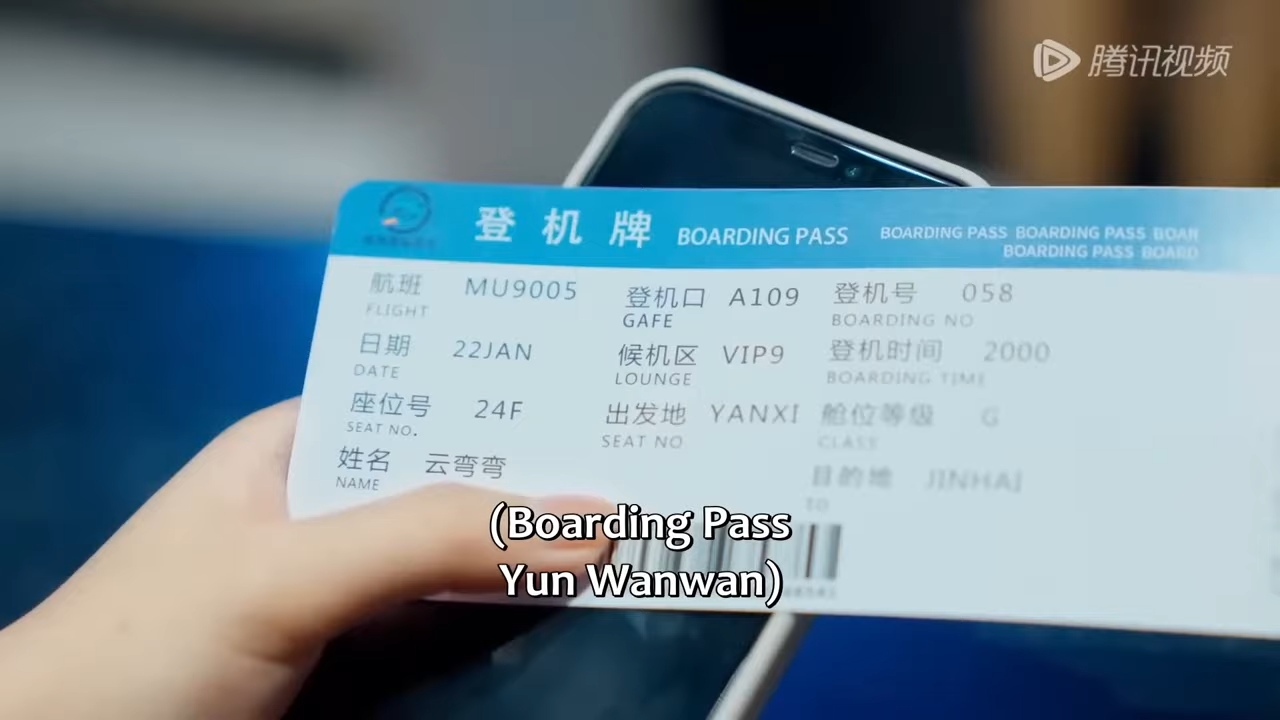 腾讯视频
登机牌 BOARDING PASS
BOARDING PASS BOARDING PASS BOAR
BOARDING PASS BOARD
航班 MU9005 登机口 A109 登机号 058
FLIGHT GAFE BOARDING NO
日期 22JAN 候机区 VIP9 登机时间 2000
DATE LOUNGE BOARDING TIME
座位号 24F 出发地 YANXI 舱位等级 G
SEAT NO. SEAT NO CLASS
姓名 云弯弯 目的地 JINHAI
NAME TO
(Boarding Pass
Yun Wanwan)